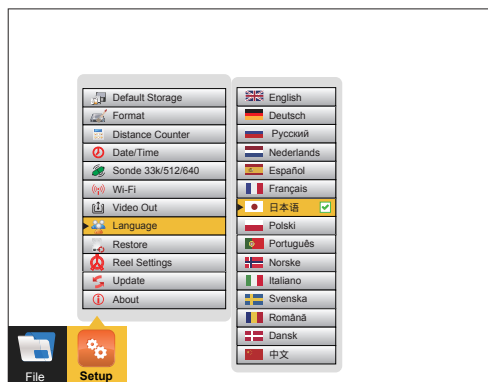 Default Storage
Format
Distance Counter
Date/Time
Sonde 33k/512/640
Wi-Fi
Video Out
Language
Restore
Reel Settings
Update
About
English
Deutsch
Русский
Nederlands
Español
Français
日本语
Polski
Português
Norske
Italiano
Svenska
Română
Dansk
中文
File
Setup